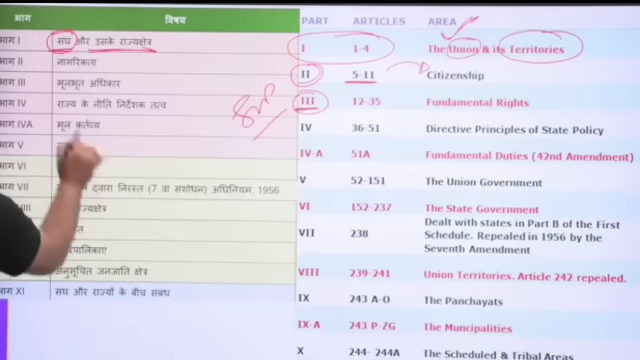 भाग विषय
भाग I संघ और उसके राज्यक्षेत्र
भाग II नागरिकता
भाग III मूलभूत अधिकार
भाग IV राज्य के नीति निर्देशक तत्व
भाग IVA मूल कर्तव्य
भाग V
भाग VI
भाग VII द्वारा निरस्त (7 वां संशोधन) अधिनियम, 1956
अनुसूचित जनजाति क्षेत्र
भाग XI संघ और राज्यों के बीच संबंध
PART ARTICLES AREA
I 1-4 The Union & its Territories
II 5-11 Citizenship
III 12-35 Fundamental Rights
IV 36-51 Directive Principles of State Policy
IV-A 51A Fundamental Duties (42nd Amendment)
V 52-151 The Union Government
VI 152-237 The State Government
VII 238 Dealt with states in Part B of the First
Schedule. Repealed in 1956 by the
Seventh Amendment
VIII 239-241 Union Territories. Article 242 repealed.
IX 243 A-O The Panchayats
IX-A 243 P-ZG The Muncipalities
X 244- 244A The Scheduled & Tribal Areas